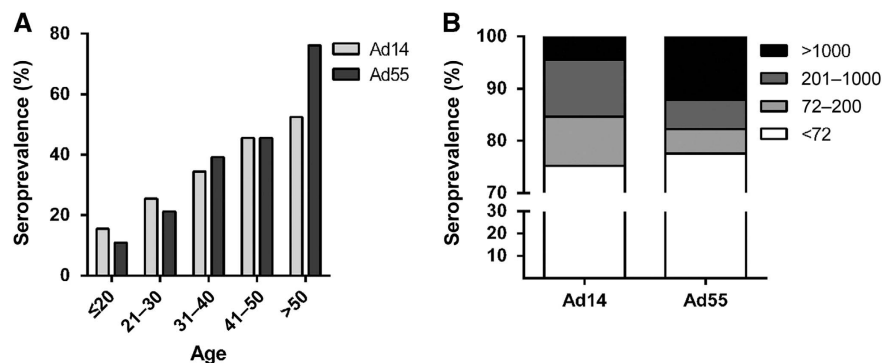 A
Seroprevalence (%)
80
60
40
20
0
Ad14
Ad55
≤20
21–30
31–40
41–50
>50
Age
B
Seroprevalence (%)
100
90
80
70
30
20
10
>1000
201–1000
72–200
<72
Ad14
Ad55